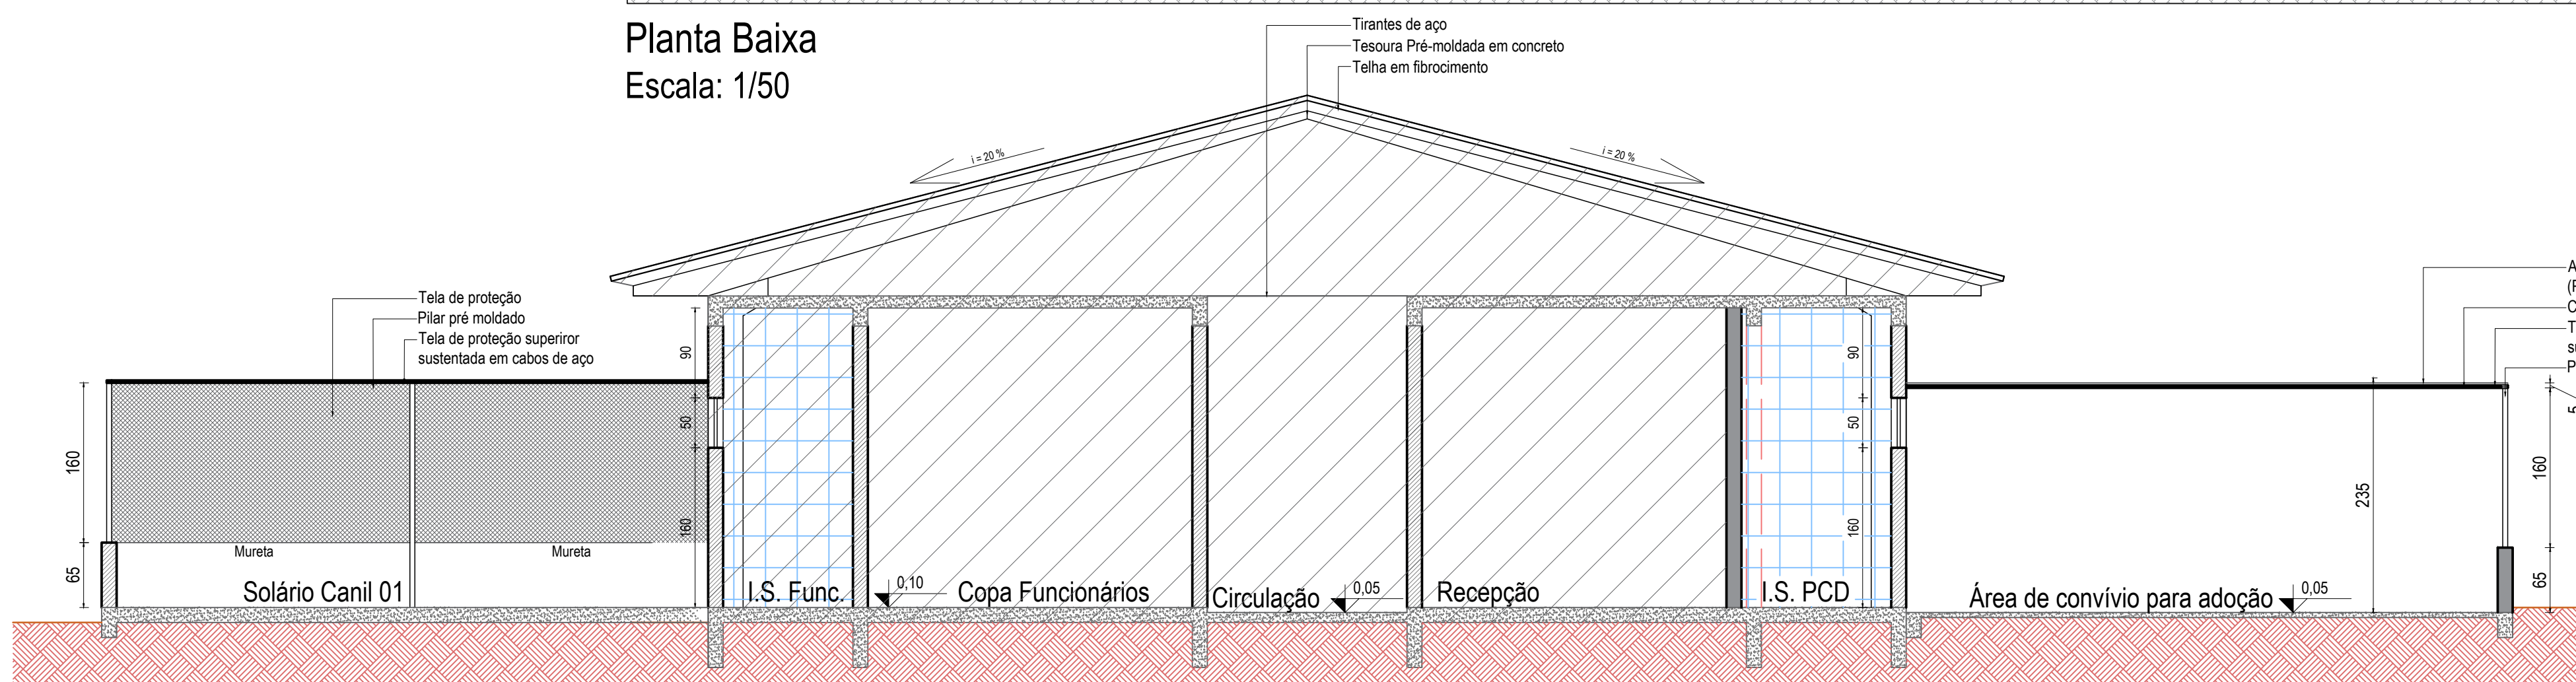 Planta Baixa
Escala: 1/50
Tirantes de aço
Tesoura Pré-moldada em concreto
Telha em fibrocimento
i = 20 %
i = 20 %
Tela de proteção
Pilar pré moldado
Tela de proteção superiror
sustentada em cabos de aço
160
65
Mureta
Mureta
Solário Canil 01
90
50
160
I.S. Func.
0,10
Copa Funcionários
Circulação
0,05
Recepção
90
50
160
I.S. PCD
Área de convívio para adoção
0,05
235
A
(F
C
T
su
P
5
160
65